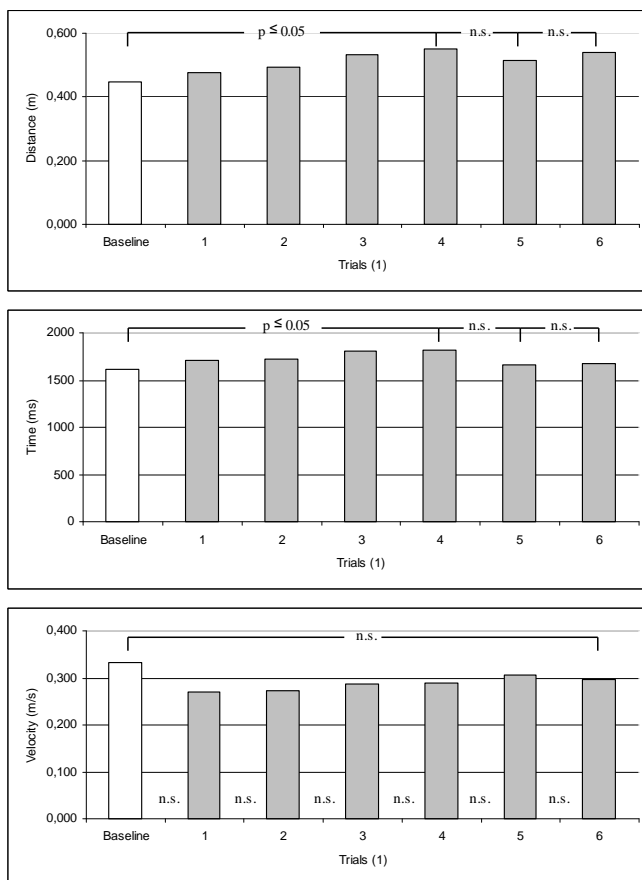 0,600
p ≤ 0.05
n.s.
n.s.
0,400
0,200
0,000
Distance (m)
Baseline 1 2 3 4 5 6
Trials (1)
p ≤ 0.05
n.s.
n.s.
2000
1500
1000
500
0
Time (ms)
Baseline 1 2 3 4 5 6
Trials (1)
0,400
n.s.
0,300
0,200
0,100
0,000
Velocity (m/s)
n.s. n.s. n.s. n.s. n.s. n.s.
Baseline 1 2 3 4 5 6
Trials (1)